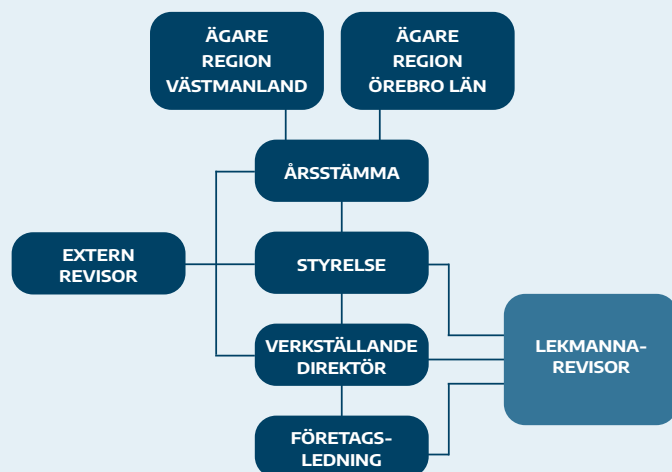 ÄGARE
REGION
VÄSTMANLAND
ÄGARE
REGION
ÖREBRO LÄN
ÅRSSTÄMMA
EXTERN
REVISOR
STYRELSE
VERKSTÄLLANDE
DIREKTÖR
LEKMANNA-
REVISOR
FÖRETAGS-
LEDNING